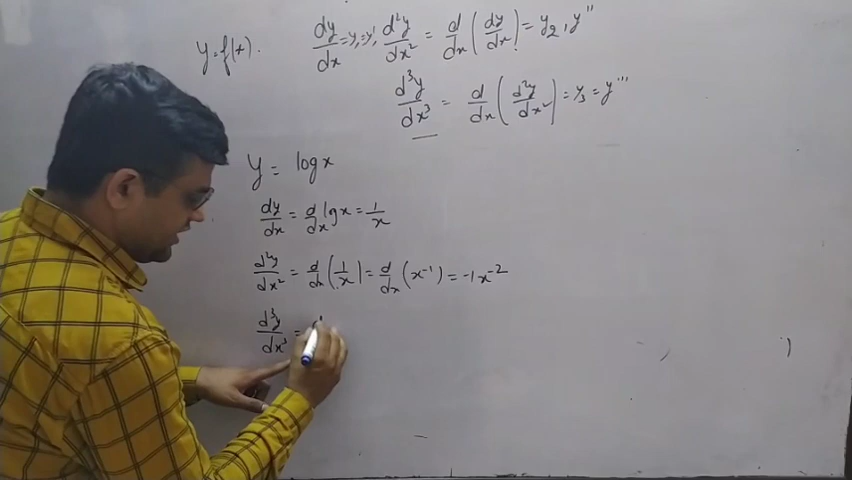 y = f(x). dy/dx = y₁ = y', d²y/dx² = d/dx (dy/dx) = y₂, y''
d³y/dx³ = d/dx (d²y/dx²) = y₃ = y'''
y = log x
dy/dx = d/dx log x = 1/x
d²y/dx² = d/dx (1/x) = d/dx (x⁻¹) = -1x⁻²
d³y/dx³ =